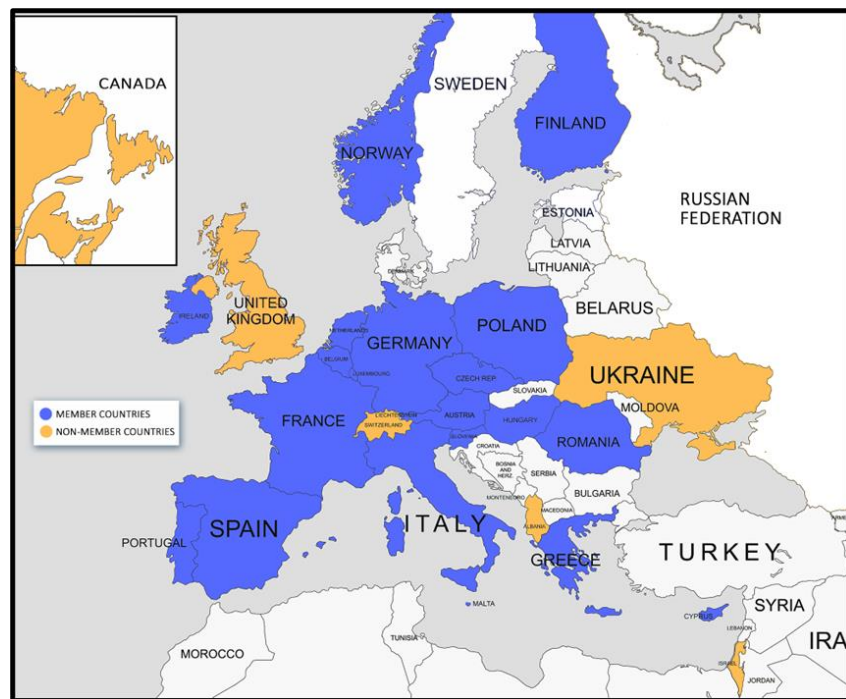 CANADA
SWEDEN
FINLAND
NORWAY
RUSSIAN
FEDERATION
ESTONIA
LATVIA
LITHUANIA
DENMARK
BELARUS
IRELAND
UNITED
KINGDOM
NETHERLANDS
GERMANY
POLAND
BELGIUM
LUXEMBOURG
CZECH REP
UKRAINE
SLOVAKIA
MOLDOVA
MEMBER COUNTRIES
NON-MEMBER COUNTRIES
FRANCE
LIECHTENSTEIN
SWITZERLAND
AUSTRIA
HUNGARY
ROMANIA
SLOVENIA
CROATIA
BOSNIA
AND
HERZ.
SERBIA
MONTENEGRO
BULGARIA
MACEDONIA
ALBANIA
PORTUGAL
SPAIN
ITALY
GREECE
TURKEY
MALTA
CYPRUS
SYRIA
LEBANON
IRA
ISRAEL
JORDAN
MOROCCO
TUNISIA